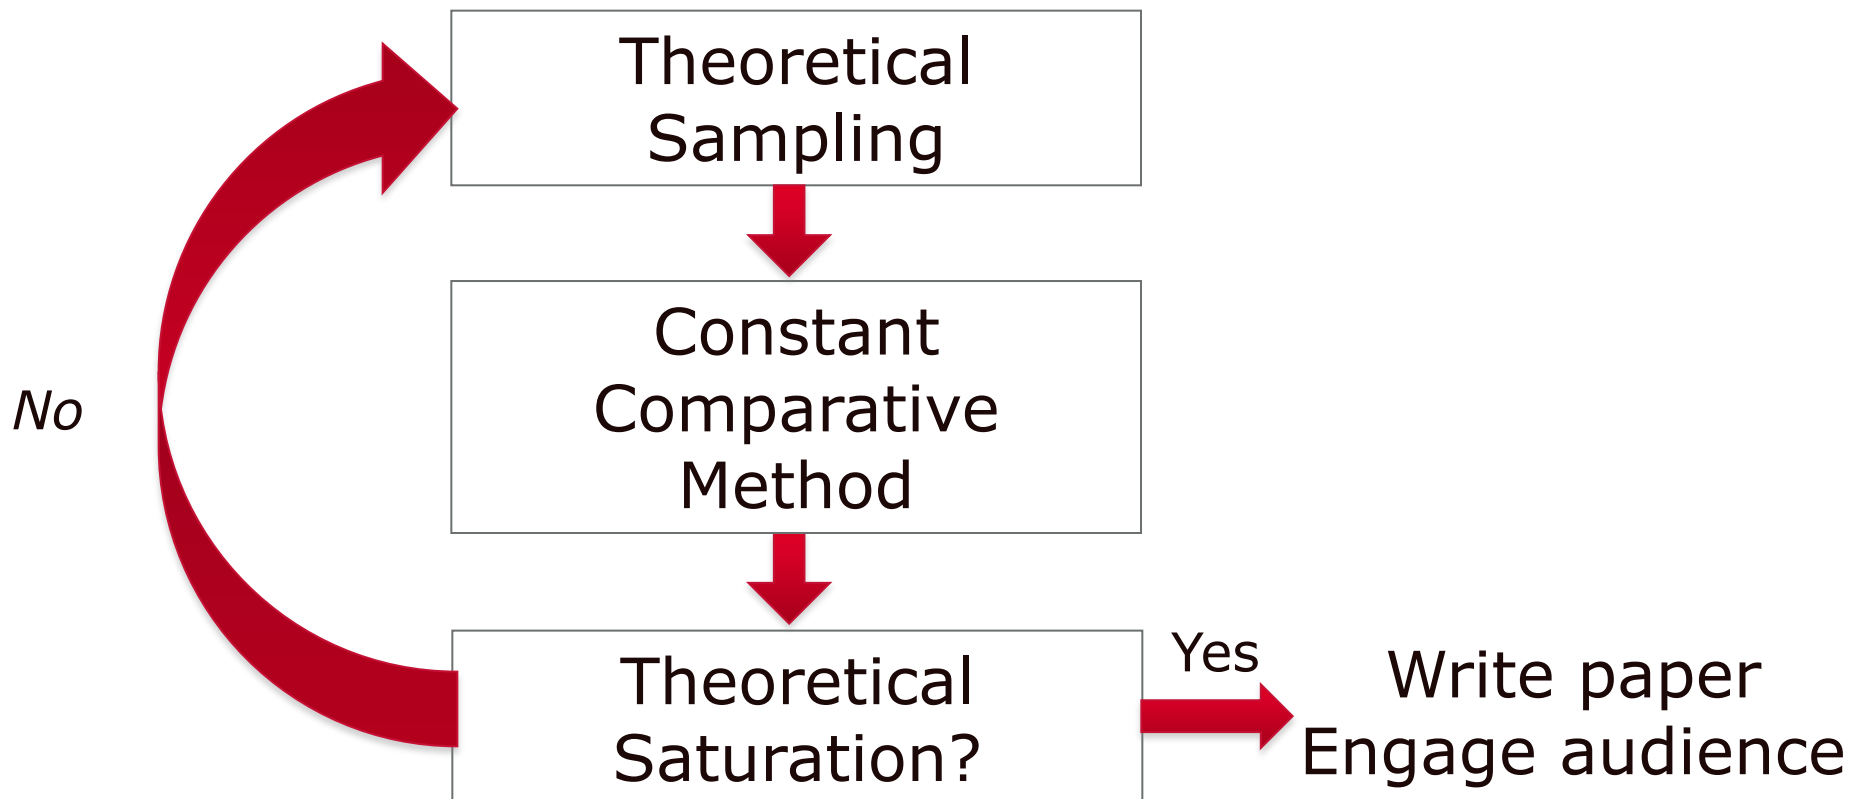 Theoretical
Sampling
Constant
Comparative
Method
No
Theoretical
Saturation?
Yes
Write paper
Engage audience